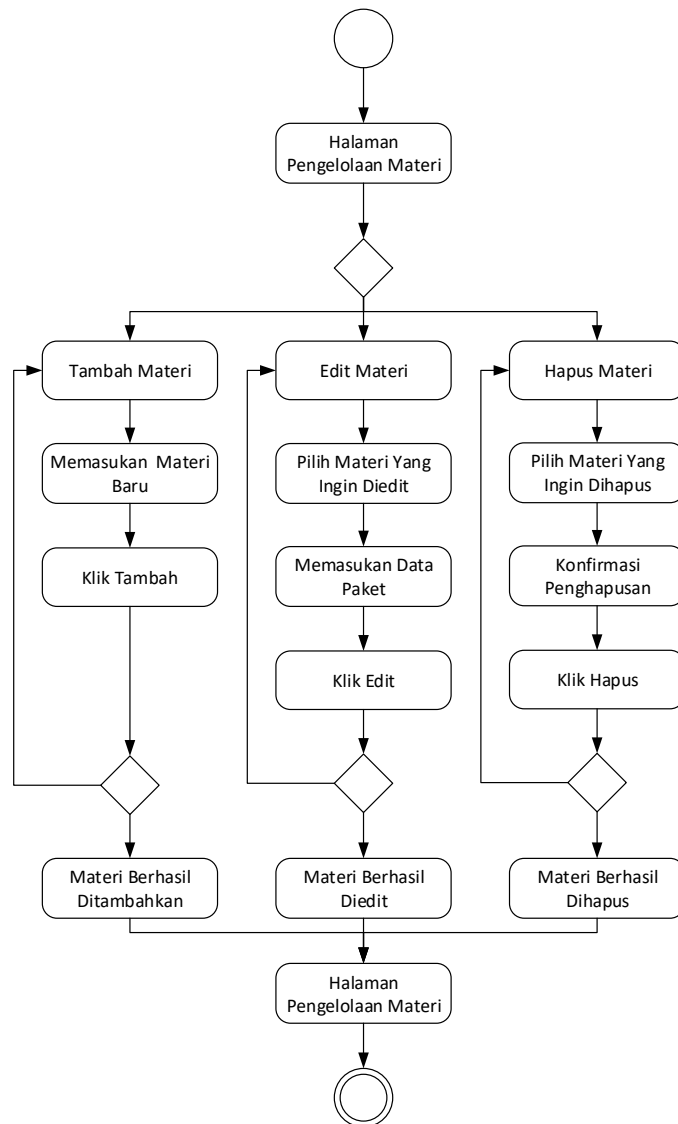 Halaman
Pengelolaan Materi
Tambah Materi
Edit Materi
Hapus Materi
Memasukan  Materi
Baru
Pilih Materi Yang
Ingin Diedit
Pilih Materi Yang
Ingin Dihapus
Klik Tambah
Memasukan Data
Paket
Konfirmasi
Penghapusan
Klik Edit
Klik Hapus
Materi Berhasil
Ditambahkan
Materi Berhasil
Diedit
Materi Berhasil
Dihapus
Halaman
Pengelolaan Materi